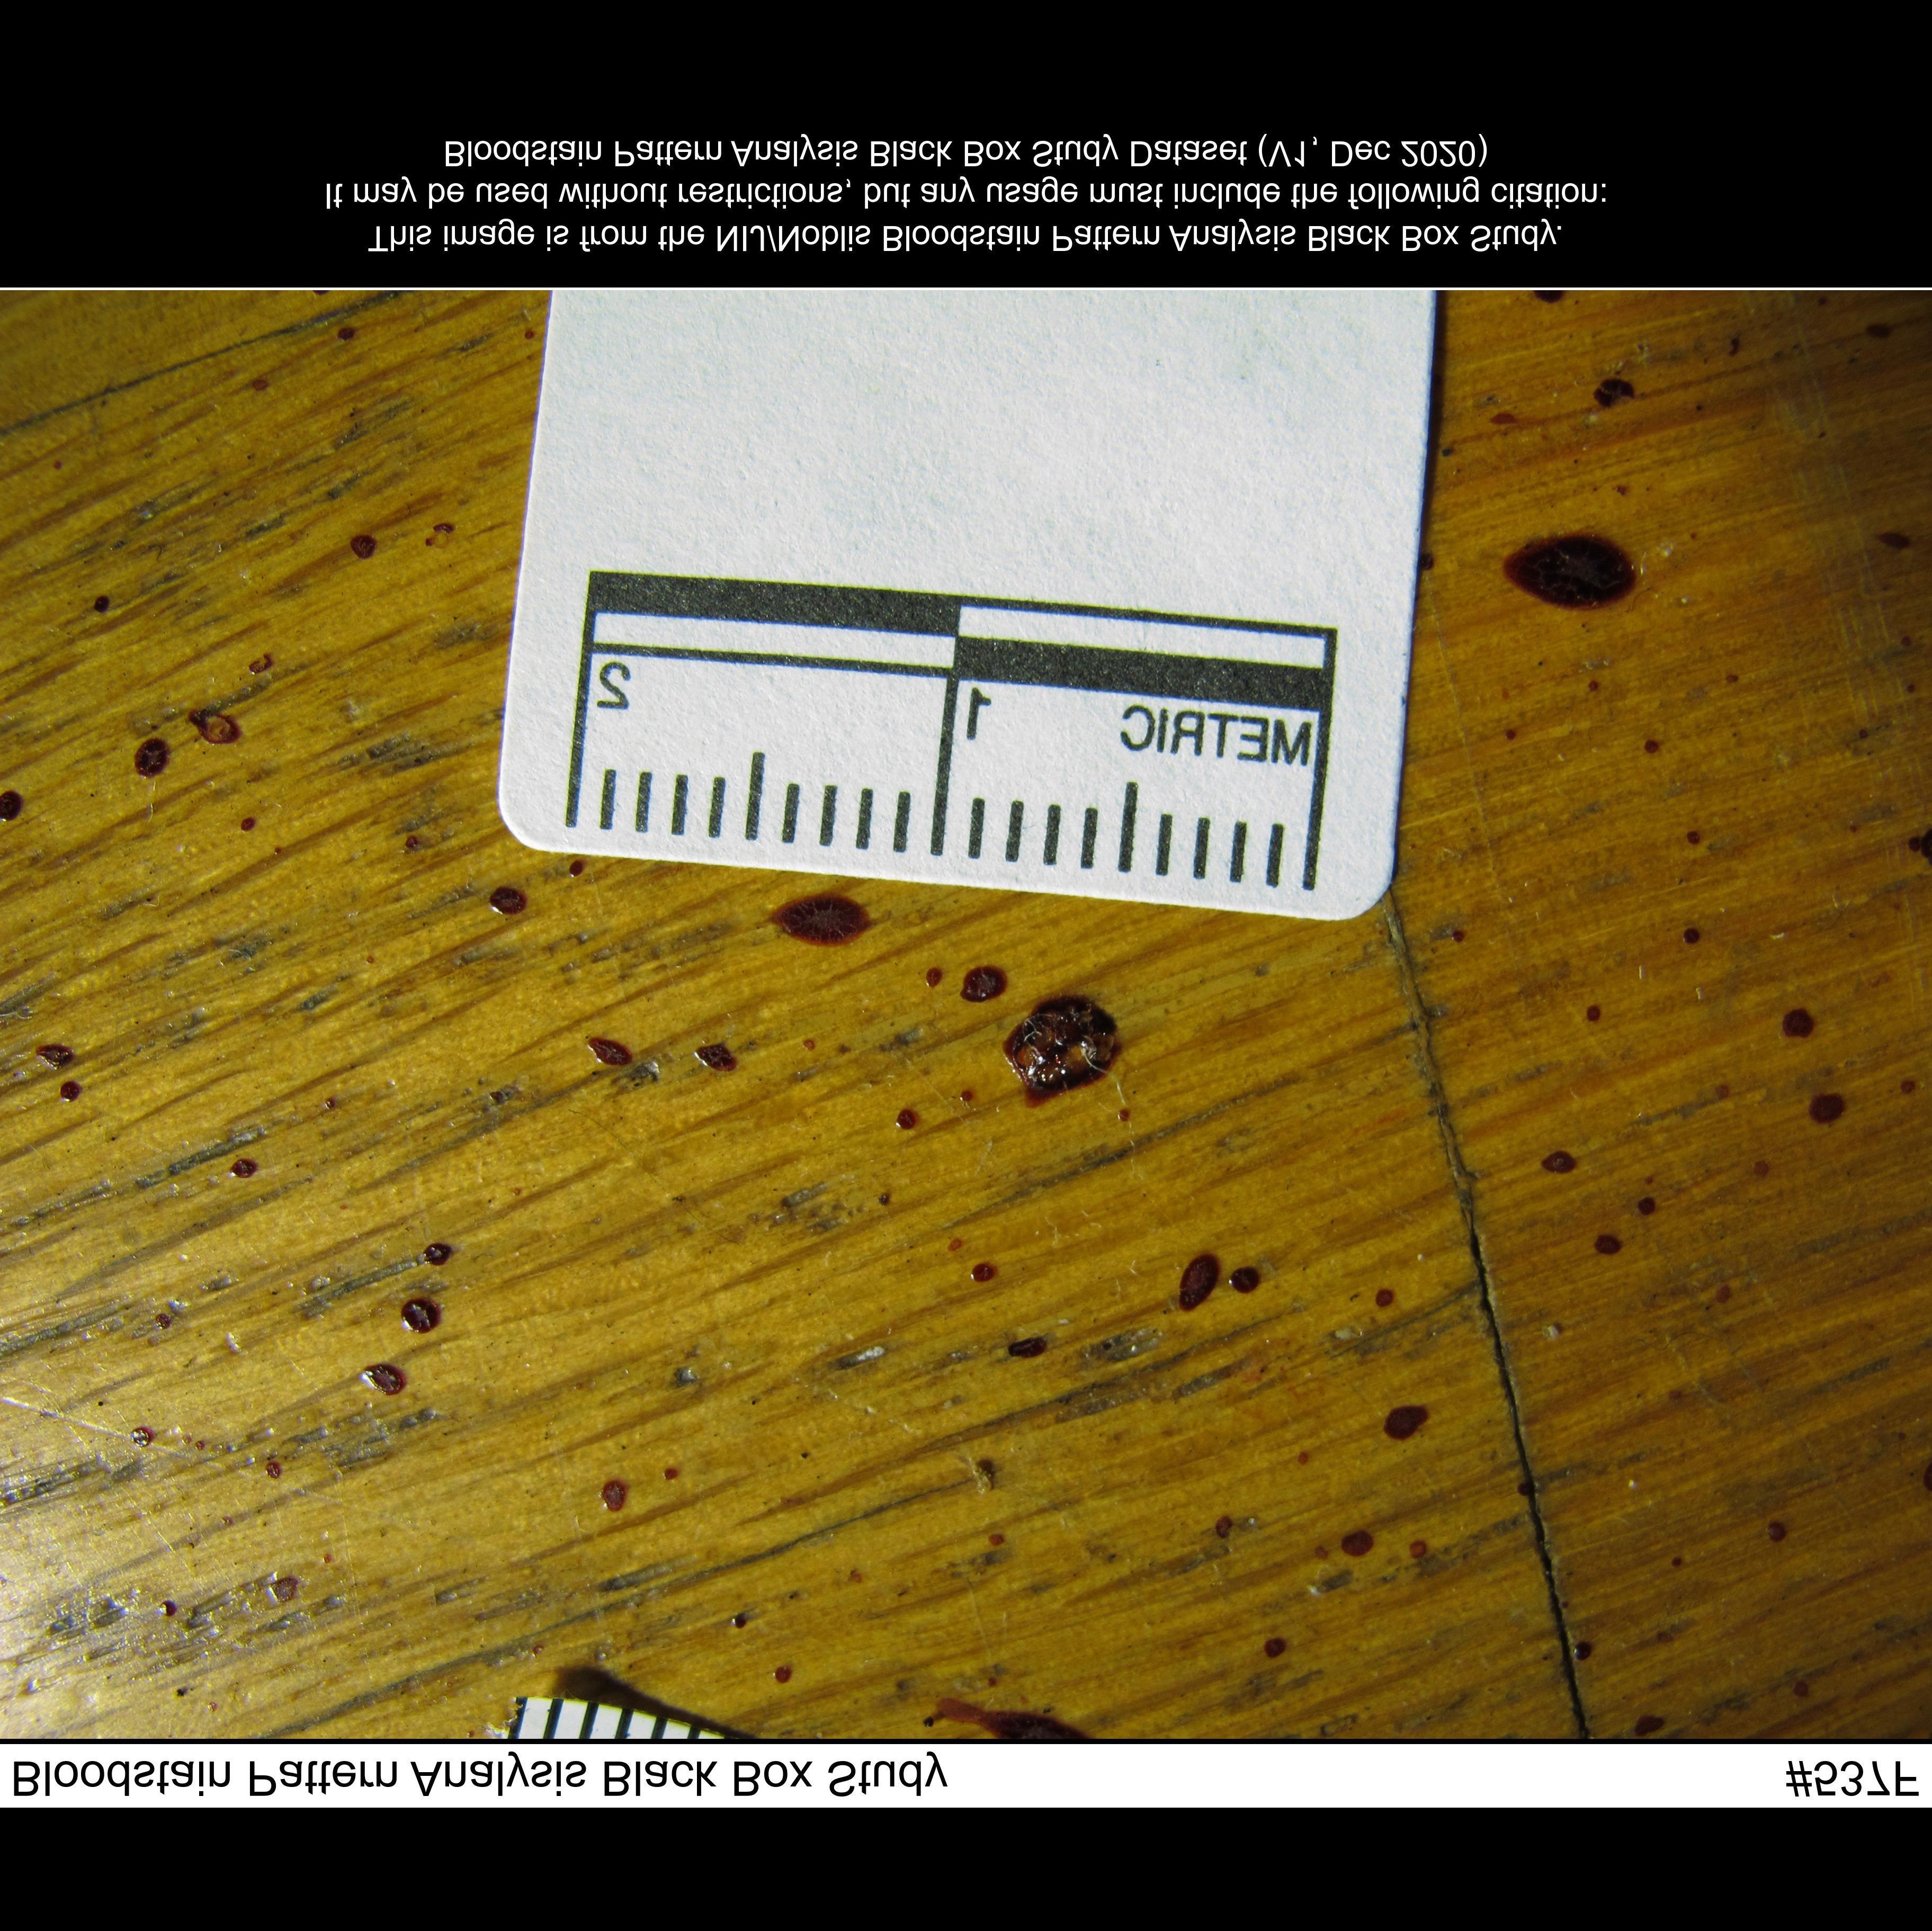 Bloodstain Pattern Analysis Black Box Study #537F
METRIC 1 2
This image is from the NIJ/Noblis Bloodstain Pattern Analysis Black Box Study.
It may be used without restrictions, but any usage must include the following citation:
Bloodstain Pattern Analysis Black Box Study Dataset (V1, Dec 2020)